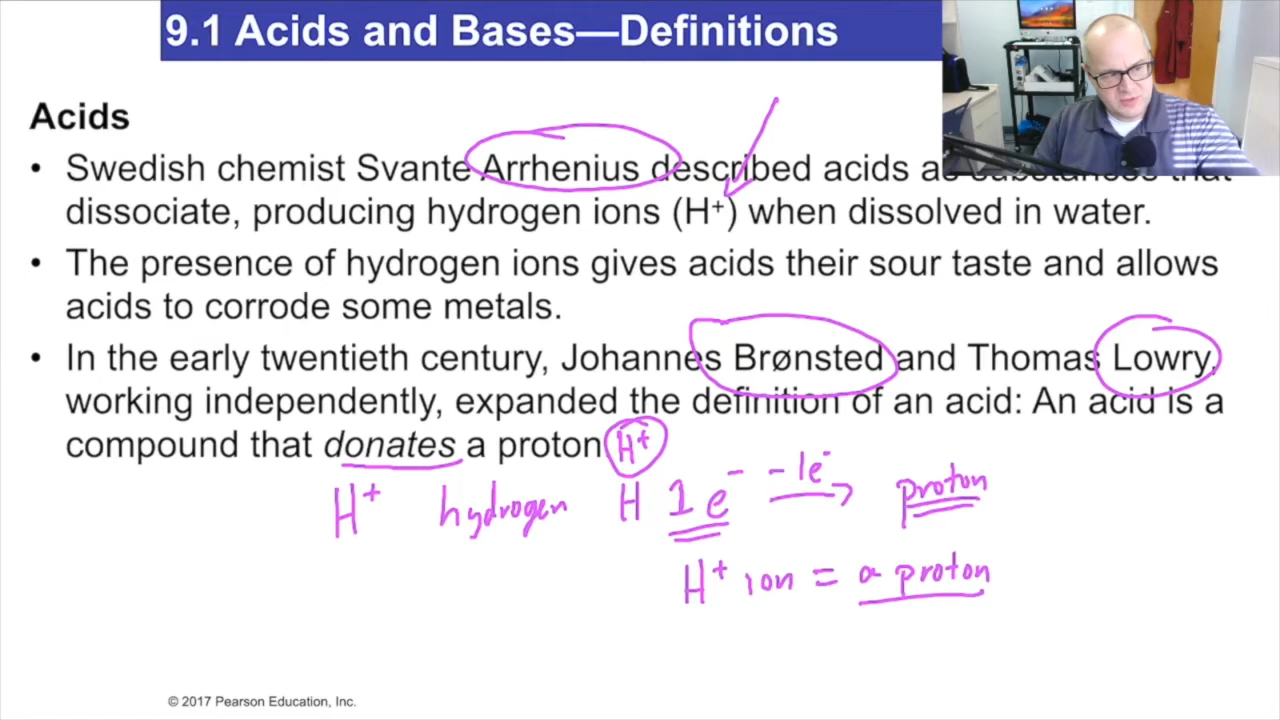 9.1 Acids and Bases—Definitions
Acids
• Swedish chemist Svante Arrhenius described acids as substances that
dissociate, producing hydrogen ions (H⁺) when dissolved in water.
• The presence of hydrogen ions gives acids their sour taste and allows
acids to corrode some metals.
• In the early twentieth century, Johannes Brønsted and Thomas Lowry,
working independently, expanded the definition of an acid: An acid is a
compound that donates a proton H⁺
H⁺ hydrogen H 1e⁻ -1e⁻ → proton
H⁺ ion = a proton
© 2017 Pearson Education, Inc.